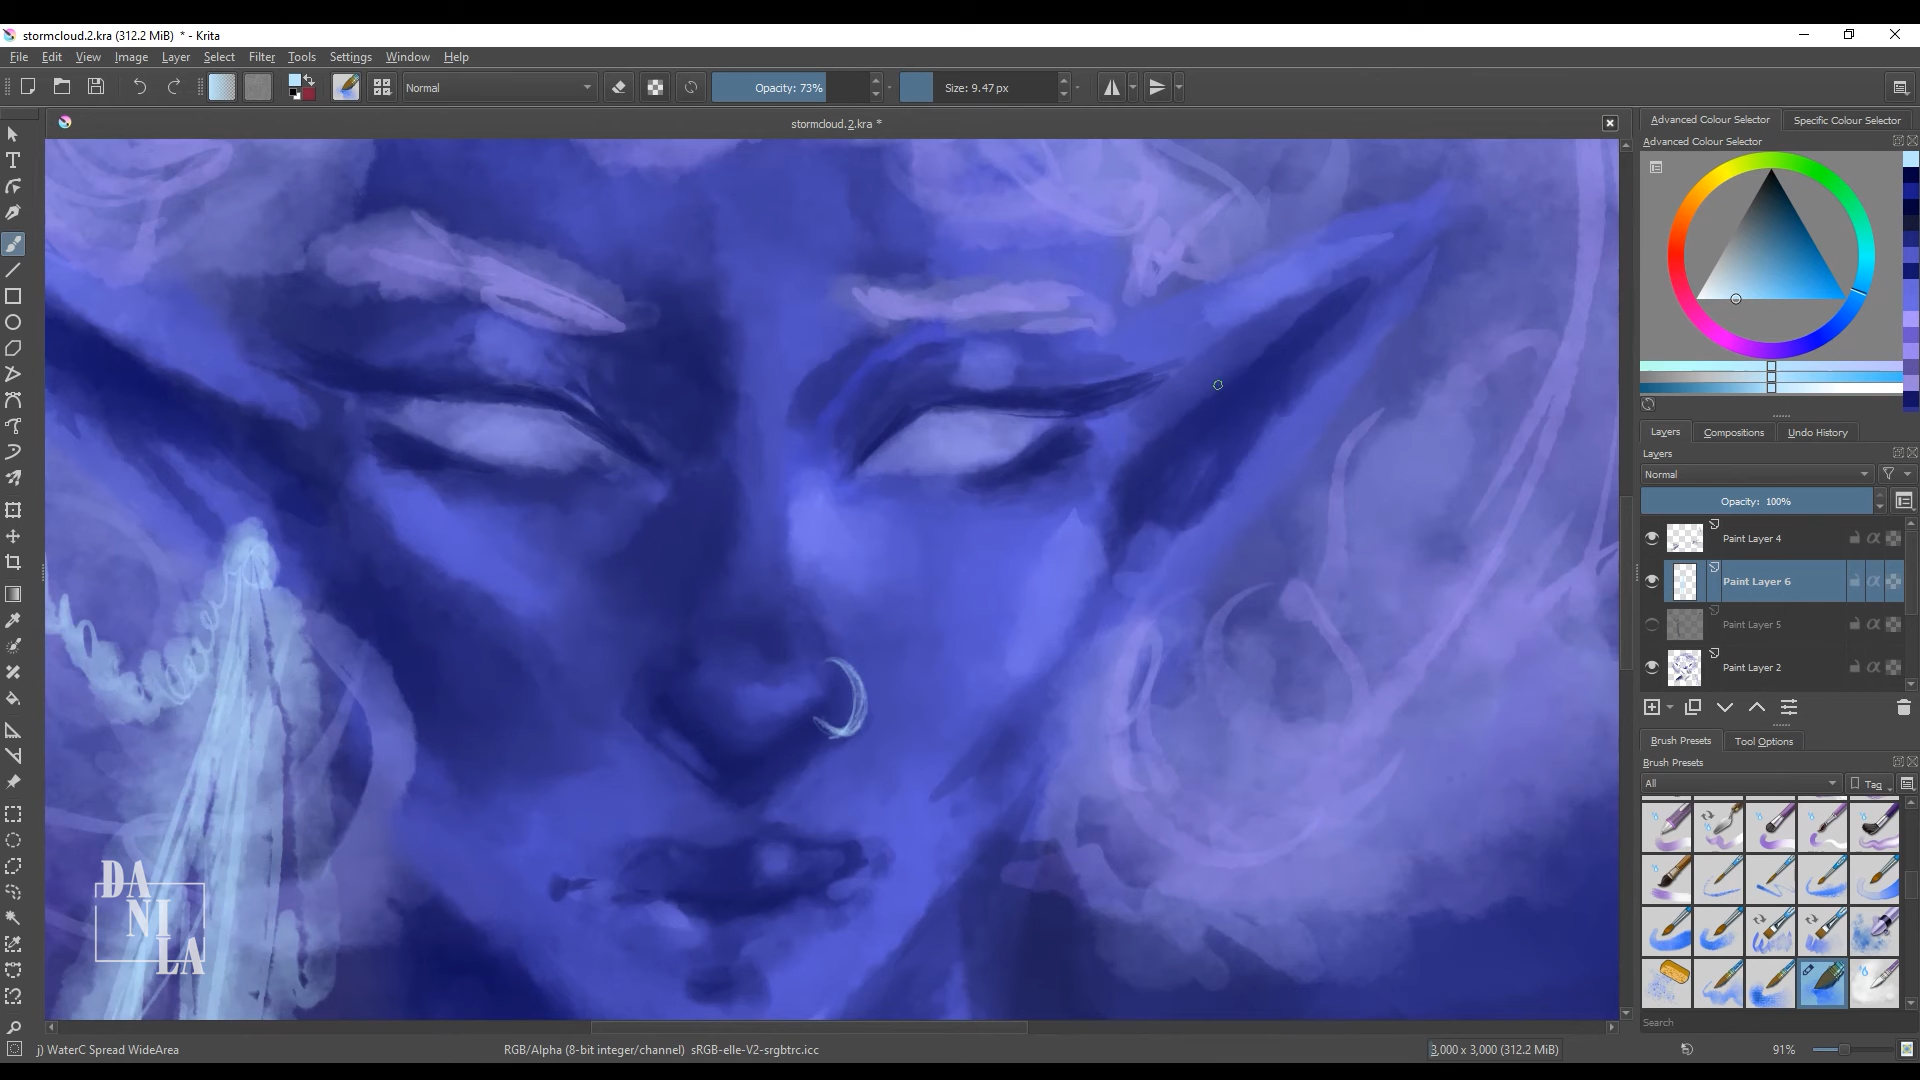 stormcloud.2.kra (312.2 MiB)  * - Krita
File Edit View Image Layer Select Filter Tools Settings Window Help
Normal
Opacity: 73%
Size: 9.47 px
stormcloud.2.kra *
Advanced Colour Selector
Specific Colour Selector
Advanced Colour Selector
Layers
Compositions
Undo History
Layers
Normal
Opacity:  100%
Paint Layer 4
Paint Layer 6
Paint Layer 5
Paint Layer 2
Brush Presets
Tool Options
Brush Presets
All
Tag
Search
DA
NI
LA
j) WaterC Spread WideArea
RGB/Alpha (8-bit integer/channel)  sRGB-elle-V2-srgbtrc.icc
3,000 x 3,000 (312.2 MiB)
91%